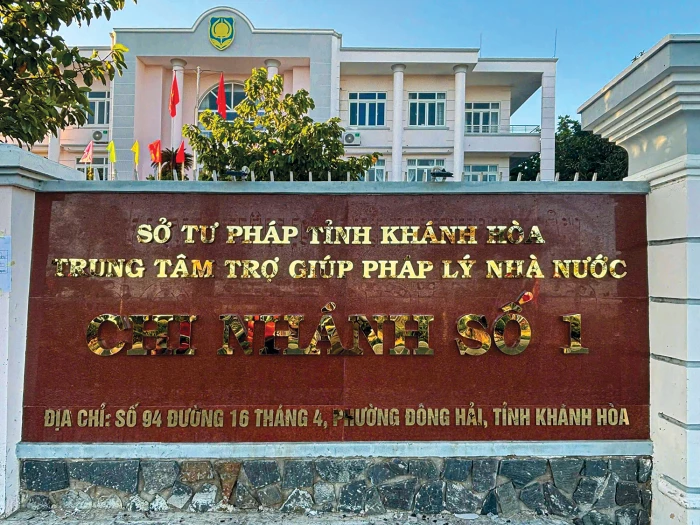 SỞ TƯ PHÁP TỈNH KHÁNH HÒA
TRUNG TÂM TRỢ GIÚP PHÁP LÝ NHÀ NƯỚC
CHI NHÁNH SỐ 1
ĐỊA CHỈ: SỐ 94 ĐƯỜNG 16 THÁNG 4, PHƯỜNG ĐÔNG HẢI, TỈNH KHÁNH HÒA